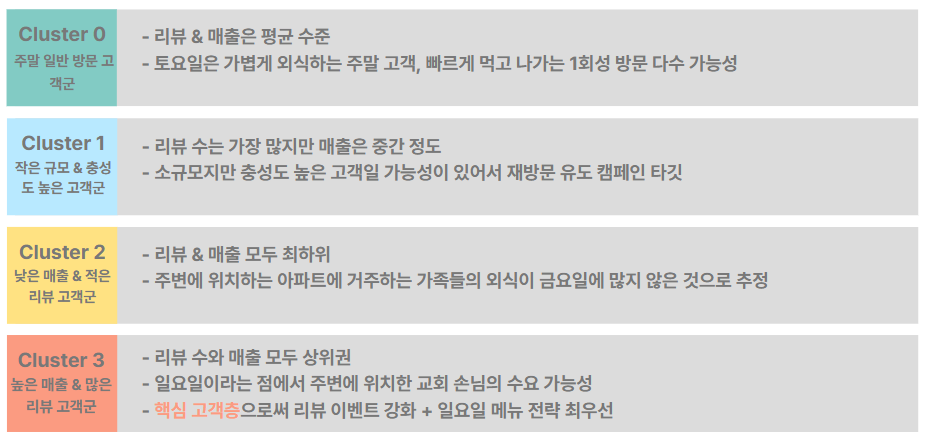 Cluster 0
주말 일반 방문 고
객군
- 리뷰 & 매출은 평균 수준
- 토요일은 가볍게 외식하는 주말 고객, 빠르게 먹고 나가는 1회성 방문 다수 가능성
Cluster 1
작은 규모 & 충성
도 높은 고객군
- 리뷰 수는 가장 많지만 매출은 중간 정도
- 소규모지만 충성도 높은 고객일 가능성이 있어서 재방문 유도 캠페인 타깃
Cluster 2
낮은 매출 & 적은
리뷰 고객군
- 리뷰 & 매출 모두 최하위
- 주변에 위치하는 아파트에 거주하는 가족들의 외식이 금요일에 많지 않은 것으로 추정
Cluster 3
높은 매출 & 많은
리뷰 고객군
- 리뷰 수와 매출 모두 상위권
- 일요일이라는 점에서 주변에 위치한 교회 손님의 수요 가능성
- 핵심 고객층으로써 리뷰 이벤트 강화 + 일요일 메뉴 전략 최우선